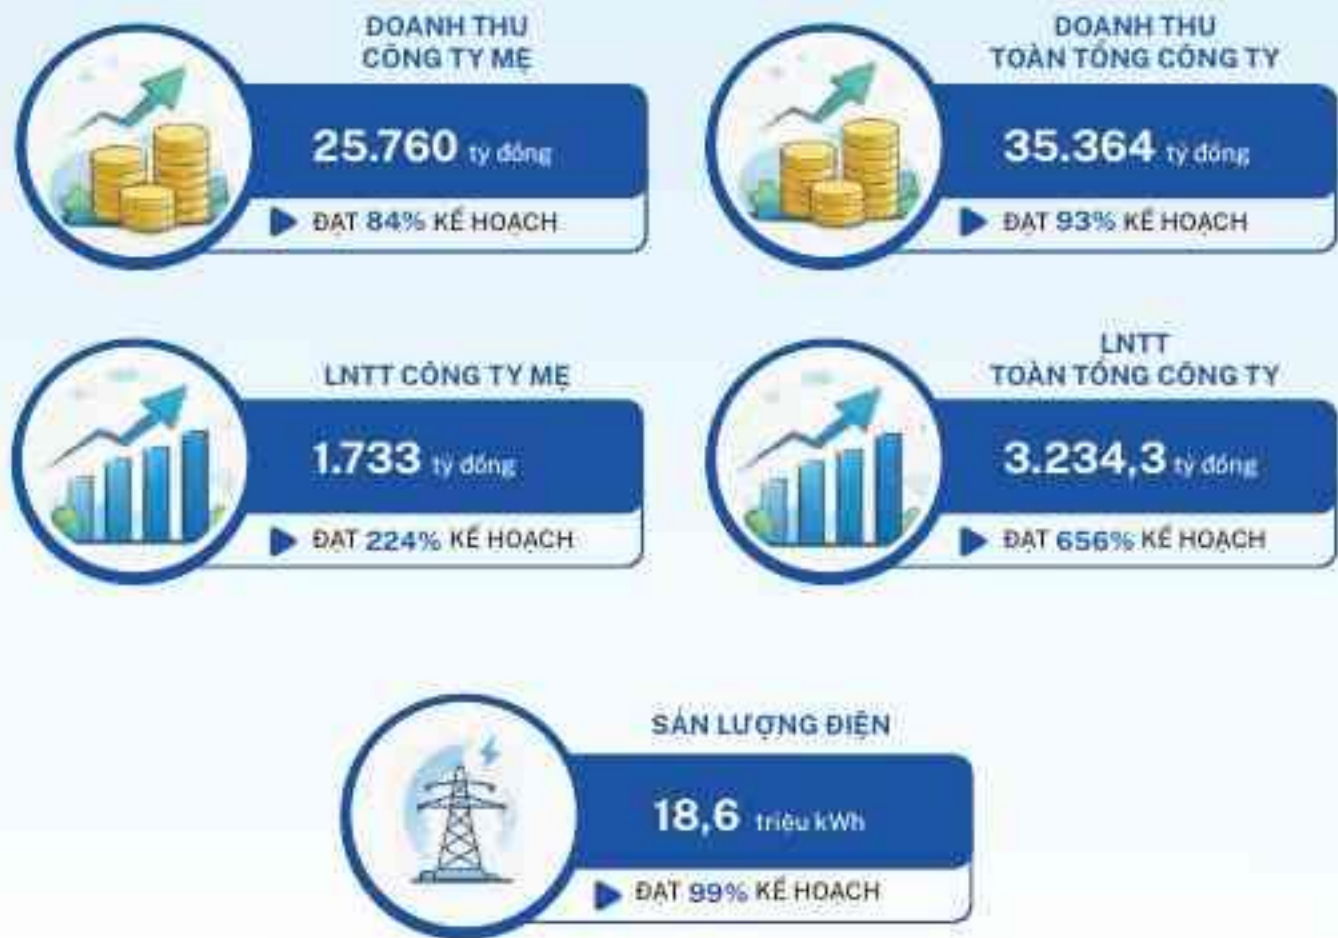 DOANH THU
CÔNG TY MẸ
25.760 tỷ đồng
ĐẠT 84% KẾ HOẠCH
DOANH THU
TOÀN TỔNG CÔNG TY
35.364 tỷ đồng
ĐẠT 93% KẾ HOẠCH
LNTT CÔNG TY MẸ
1.733 tỷ đồng
ĐẠT 224% KẾ HOẠCH
LNTT
TOÀN TỔNG CÔNG TY
3.234,3 tỷ đồng
ĐẠT 656% KẾ HOẠCH
SẢN LƯỢNG ĐIỆN
18,6 triệu kWh
ĐẠT 99% KẾ HOẠCH